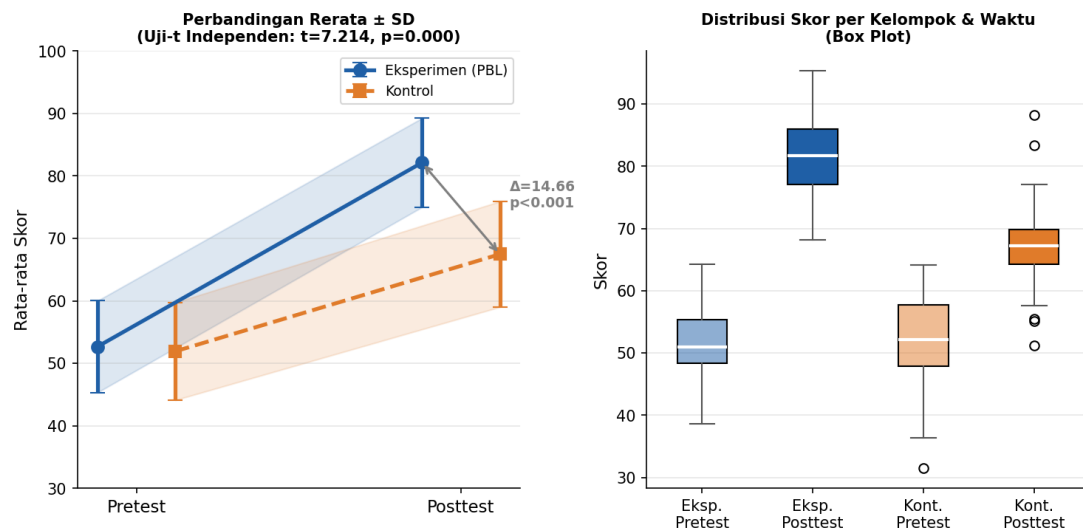 Perbandingan Rerata ± SD
(Uji-t Independen: t=7.214, p=0.000)
100
90
80
70
60
50
40
30
Rata-rata Skor
Eksperimen (PBL)
Kontrol
Δ=14.66
p<0.001
Pretest
Posttest
Distribusi Skor per Kelompok & Waktu
(Box Plot)
90
80
70
60
50
40
30
Skor
Eksp.
Pretest
Eksp.
Posttest
Kont.
Pretest
Kont.
Posttest